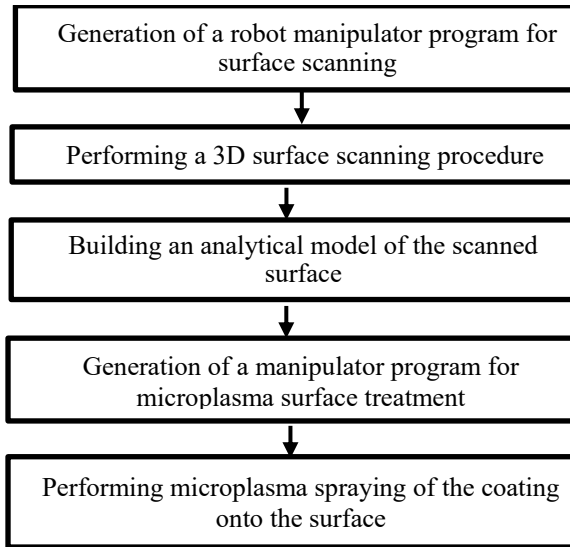 Generation of a robot manipulator program for
surface scanning
Performing a 3D surface scanning procedure
Building an analytical model of the scanned
surface
Generation of a manipulator program for
microplasma surface treatment
Performing microplasma spraying of the coating
onto the surface